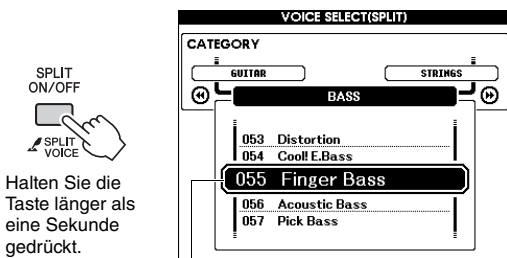 VOICE SELECT(SPLIT)
CATEGORY
GUITAR
STRINGS
BASS
053 Distortion
054 Cool! E.Bass
055 Finger Bass
056 Acoustic Bass
057 Pick Bass
SPLIT
ON/OFF
SPLIT
VOICE
Halten Sie die
Taste länger als
eine Sekunde
gedrückt.